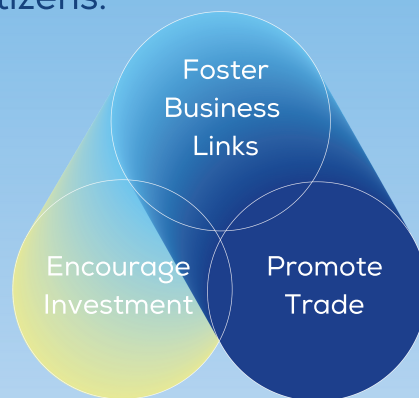 Foster
Business
Links
Encourage
Investment
Promote
Trade